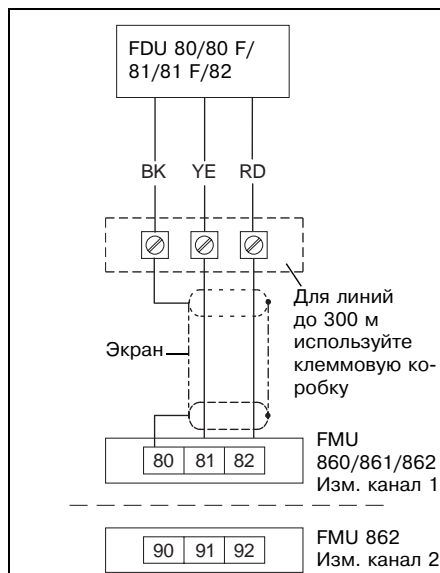 FDU 80/80 F/
81/81 F/82
BK YE RD
Для линий
до 300 м
используйте
клеммовую ко-
робку
Экран
FMU
860/861/862
Изм. канал 1
80 81 82
FMU 862
Изм. канал 2
90 91 92